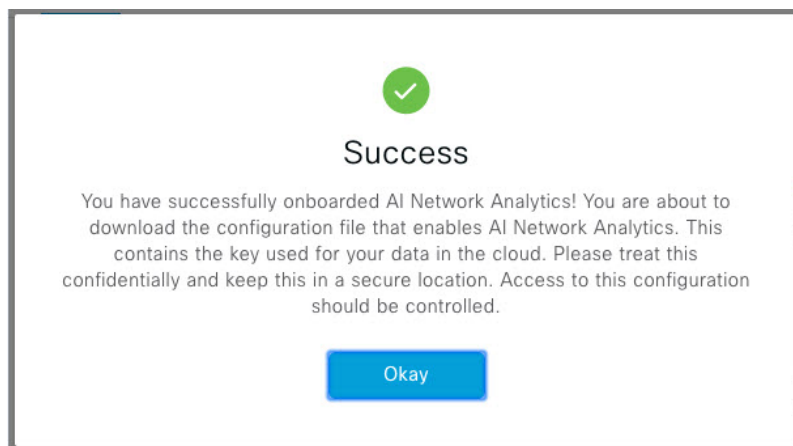 Success
You have successfully onboarded AI Network Analytics! You are about to
download the configuration file that enables AI Network Analytics. This
contains the key used for your data in the cloud. Please treat this
confidentially and keep this in a secure location. Access to this configuration
should be controlled.
Okay